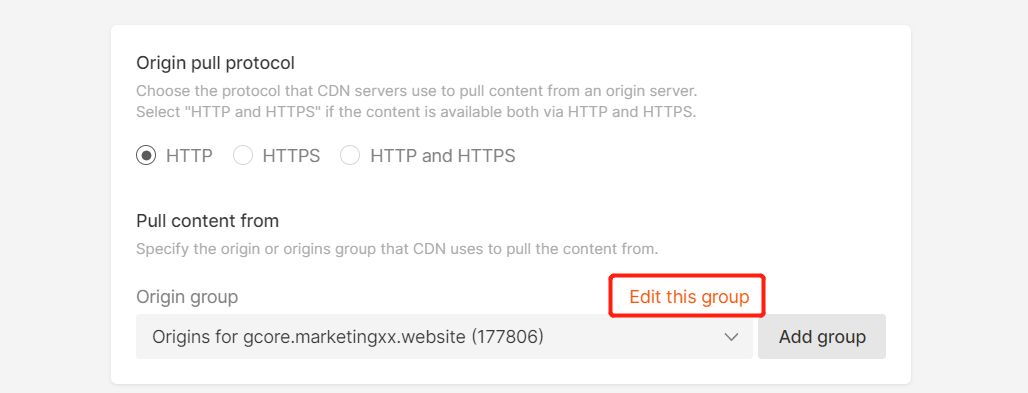 Origin pull protocol
Choose the protocol that CDN servers use to pull content from an origin server.
Select "HTTP and HTTPS" if the content is available both via HTTP and HTTPS.
HTTP HTTPS HTTP and HTTPS
Pull content from
Specify the origin or origins group that CDN uses to pull the content from.
Origin group Edit this group
Origins for gcore.marketingxx.website (177806) Add group